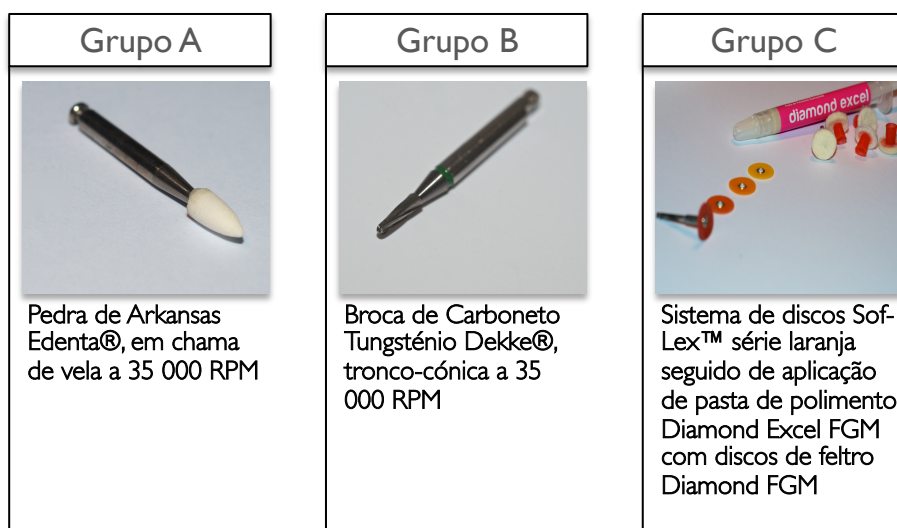 Grupo A
Pedra de Arkansas
Edenta®, em chama
de vela a 35 000 RPM
Grupo B
Broca de Carboneto
Tungsténio Dekke®,
tronco-cónica a 35
000 RPM
Grupo C
diamond excel
Sistema de discos Sof-
Lex™ série laranja
seguido de aplicação
de pasta de polimento
Diamond Excel FGM
com discos de feltro
Diamond FGM